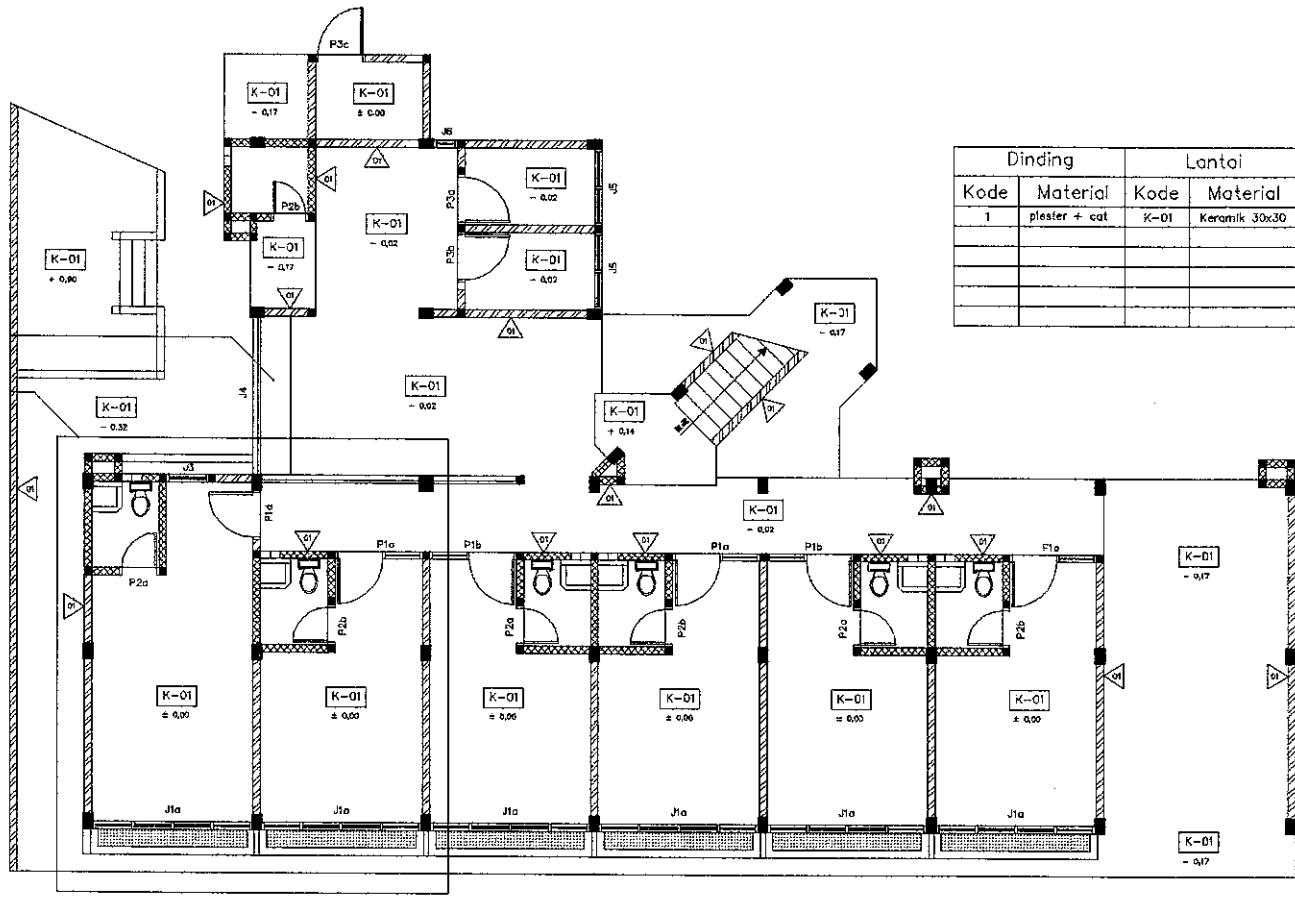 P3c
K-01
- 0,17
K-01
± 0.00
J6
01
01
01
P2b
P3a
K-01
- 0,02
J5
K-01
- 0,02
K-01
- 0,17
P3b
K-01
- 0,02
J5
01
01
K-01
+ 0,90
Dinding Lantai
Kode Material Kode Material
1 plester + cat K-01 Keramik 30x30
K-01
- 0,17
01
01
J4
K-01
- 0,02
K-01
- 0,32
K-01
+ 0,14
J3
01
01
01
K-01
- 0,02
P1d
P2a
01
P1a
P1b
01
01
P1a
P1b
01
01
P1a
K-01
- 0,17
01
P2b
P2a
P2b
P2a
P2b
01
01
K-01
± 0,00
K-01
± 0,00
K-01
K-01
K-01
± 0,00
K-01
± 0,00
J1a
J1a
J1a
J1a
J1a
J1a
K-01
- 0,17